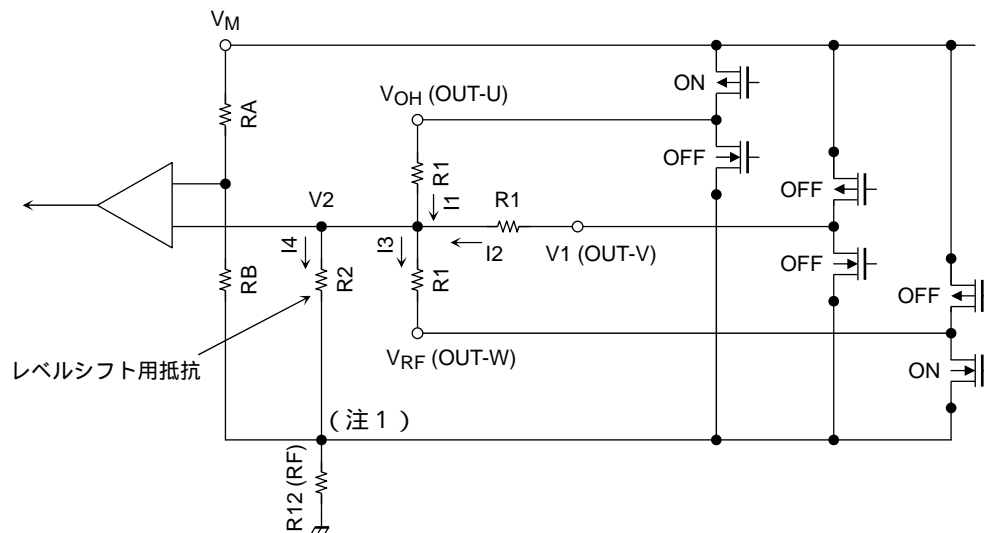 VM
VOH (OUT-U)
ON
OFF
RA
R1
I1
R1
V2
OFF
I4
I3
I2
V1 (OUT-V)
OFF
RB
R2
R1
OFF
レベルシフト用抵抗
VRF (OUT-W)
ON
(注1)
R12 (RF)